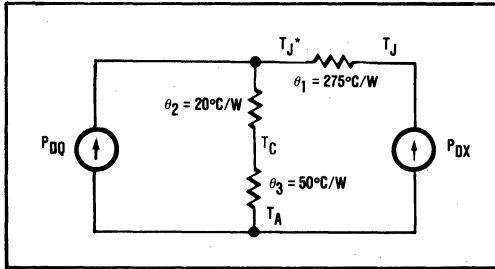 T_J* T_J
θ_1 = 275°C/W
θ_2 = 20°C/W
P_DQ T_C P_DX
θ_3 = 50°C/W
T_A